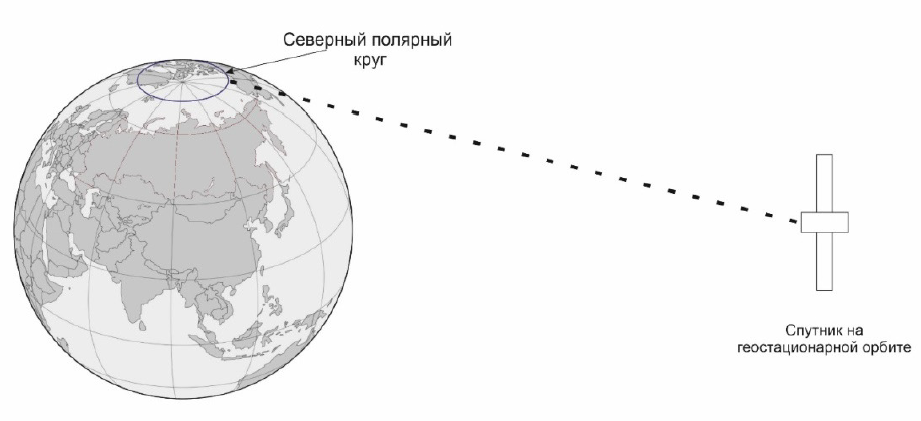 Северный полярный
круг
Спутник на
геостационарной орбите